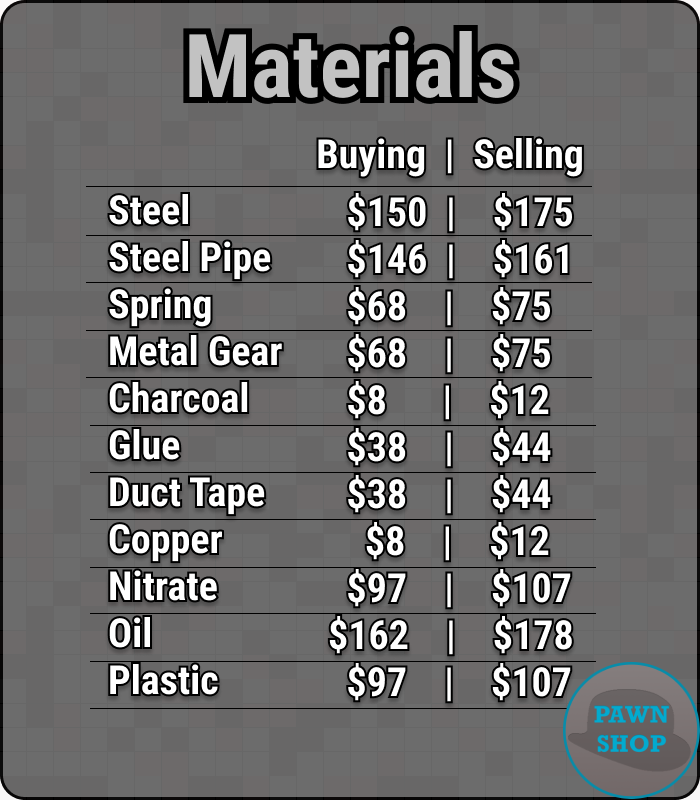 Materials
Buying | Selling
Steel $150 | $175
Steel Pipe $146 | $161
Spring $68 | $75
Metal Gear $68 | $75
Charcoal $8 | $12
Glue $38 | $44
Duct Tape $38 | $44
Copper $8 | $12
Nitrate $97 | $107
Oil $162 | $178
Plastic $97 | $107
PAWN
SHOP